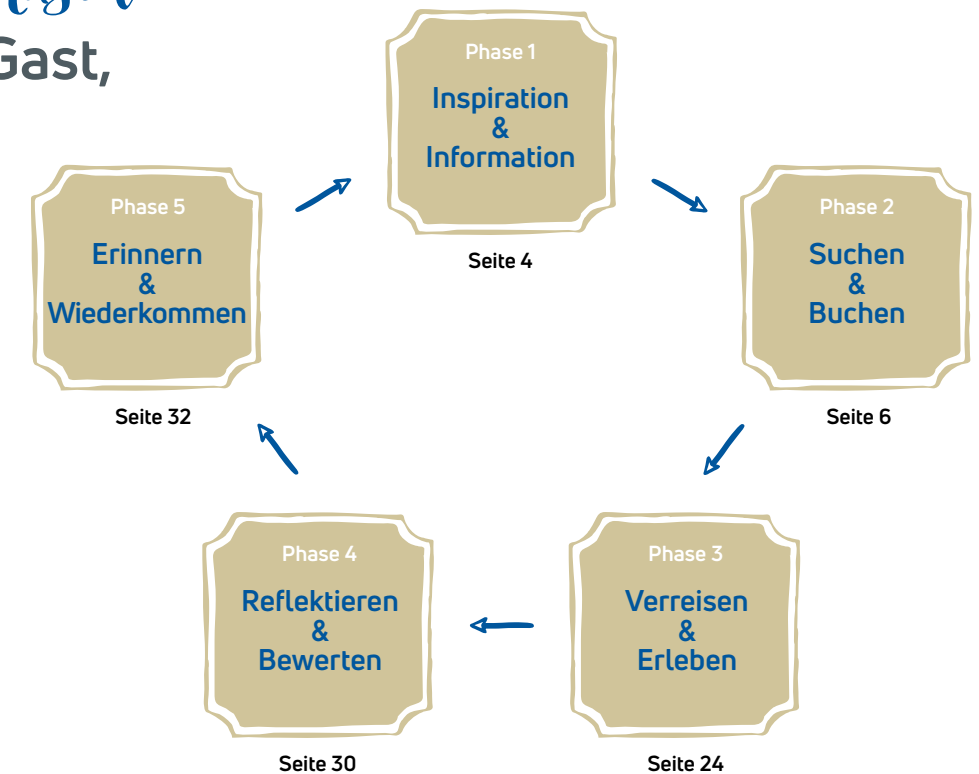 Gast,
Phase 1
Inspiration
&
Information
Seite 4
Phase 2
Suchen
&
Buchen
Seite 6
Phase 3
Verreisen
&
Erleben
Seite 24
Phase 4
Reflektieren
&
Bewerten
Seite 30
Phase 5
Erinnern
&
Wiederkommen
Seite 32